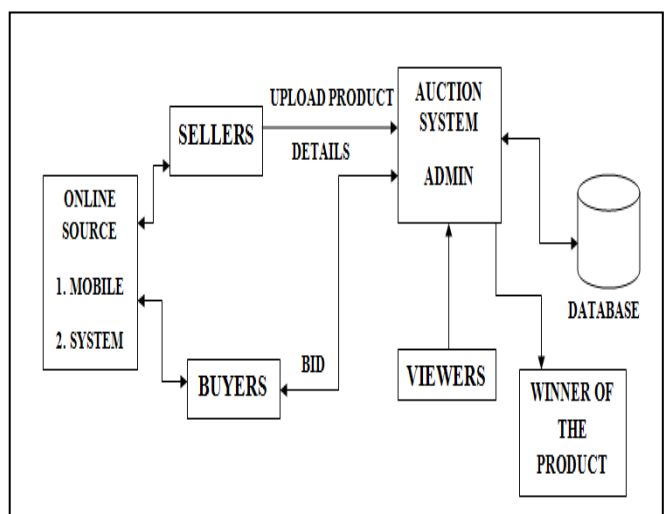 UPLOAD PRODUCT
DETAILS
SELLERS
AUCTION
SYSTEM
ADMIN
ONLINE
SOURCE
1. MOBILE
2. SYSTEM
DATABASE
BID
BUYERS
VIEWERS
WINNER OF
THE
PRODUCT